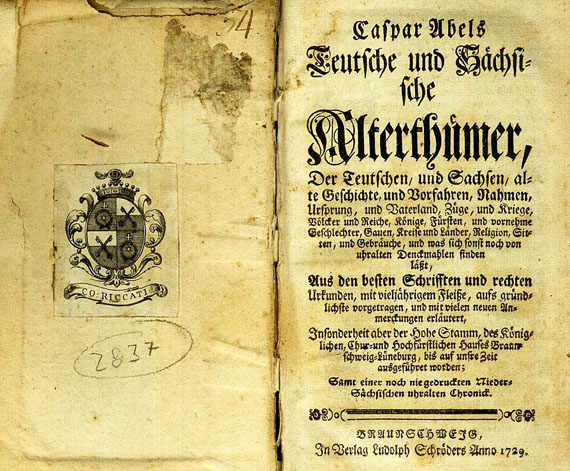 54
CO: RICCATI
2837
Caspar Abels
Teutsche und Sächsi-
sche
Alterthümer,
Der Teutschen/ und Sachsen/ al-
te Geschichte, und Vorfahren, Nahmen,
Ursprung, und Vaterland, Züge, und Kriege,
Völcker und Reiche, Könige, Fürsten, und vornehme
Geschlechter, Gauen, Kreise und Länder, Religion, Sit-
ten, und Gebräuche, und was sich sonst noch von
uhralten Denckmahlen finden
läßt,
Aus den besten Schrifften und rechten
Urkunden, mit vieljährigem Fleiße, aufs gründ-
lichste vorgetragen, und mit vielen neuen An-
merckungen erläutert,
Insonderheit aber der Hohe Stamm, des König-
lichen, Chur- und Hochfürstlichen Hauses Braun-
schweig-Lüneburg, bis auf unsre Zeit
ausgeführet worden;
Samt einer noch nie gedruckten Nieder-
Sächsischen uhralten Chronick.
BRAUNSCHWEIG,
In Verlag Ludolph Schröders Anno 1729.